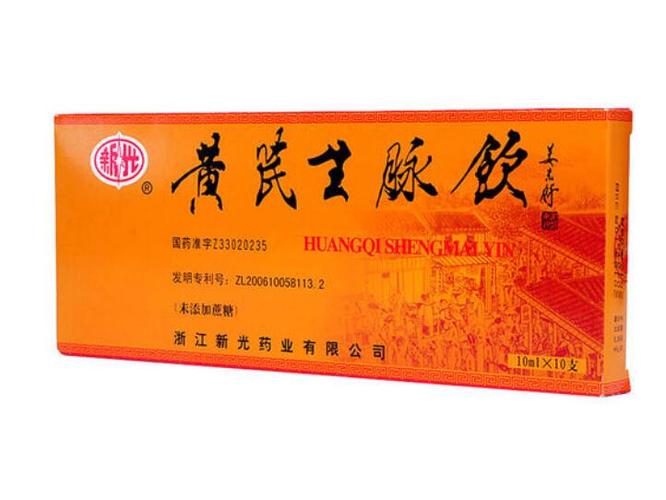 新光
®
黄芪生脉饮
国药准字Z33020235
HUANGQI SHENGMAI YIN
发明专利号：ZL200610058113.2
（未添加蔗糖）
浙江新光药业有限公司
10ml×10支